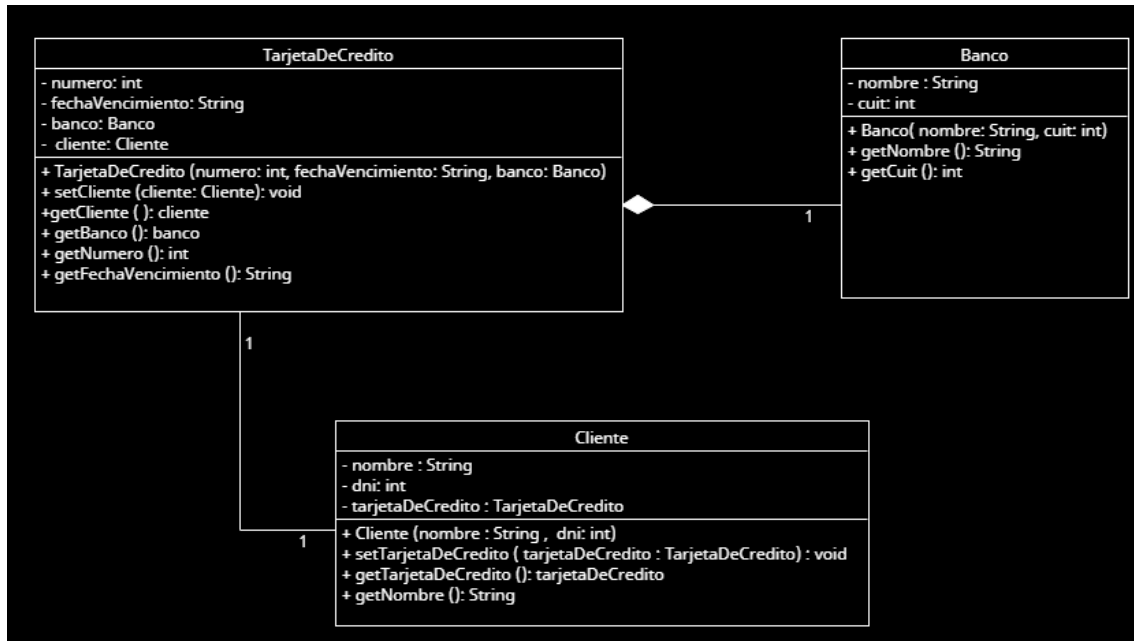 TarjetaDeCredito
- numero: int
- fechaVencimiento: String
- banco: Banco
- cliente: Cliente
+ TarjetaDeCredito (numero: int, fechaVencimiento: String, banco: Banco)
+ setCliente (cliente: Cliente): void
+getCliente ( ): cliente
+ getBanco (): banco
+ getNumero (): int
+ getFechaVencimiento (): String
Banco
- nombre : String
- cuit: int
+ Banco( nombre: String, cuit: int)
+ getNombre (): String
+ getCuit (): int
1
1
Cliente
- nombre : String
- dni: int
- tarjetaDeCredito : TarjetaDeCredito
+ Cliente (nombre : String , dni: int)
+ setTarjetaDeCredito ( tarjetaDeCredito : TarjetaDeCredito) : void
+ getTarjetaDeCredito (): tarjetaDeCredito
+ getNombre (): String
1